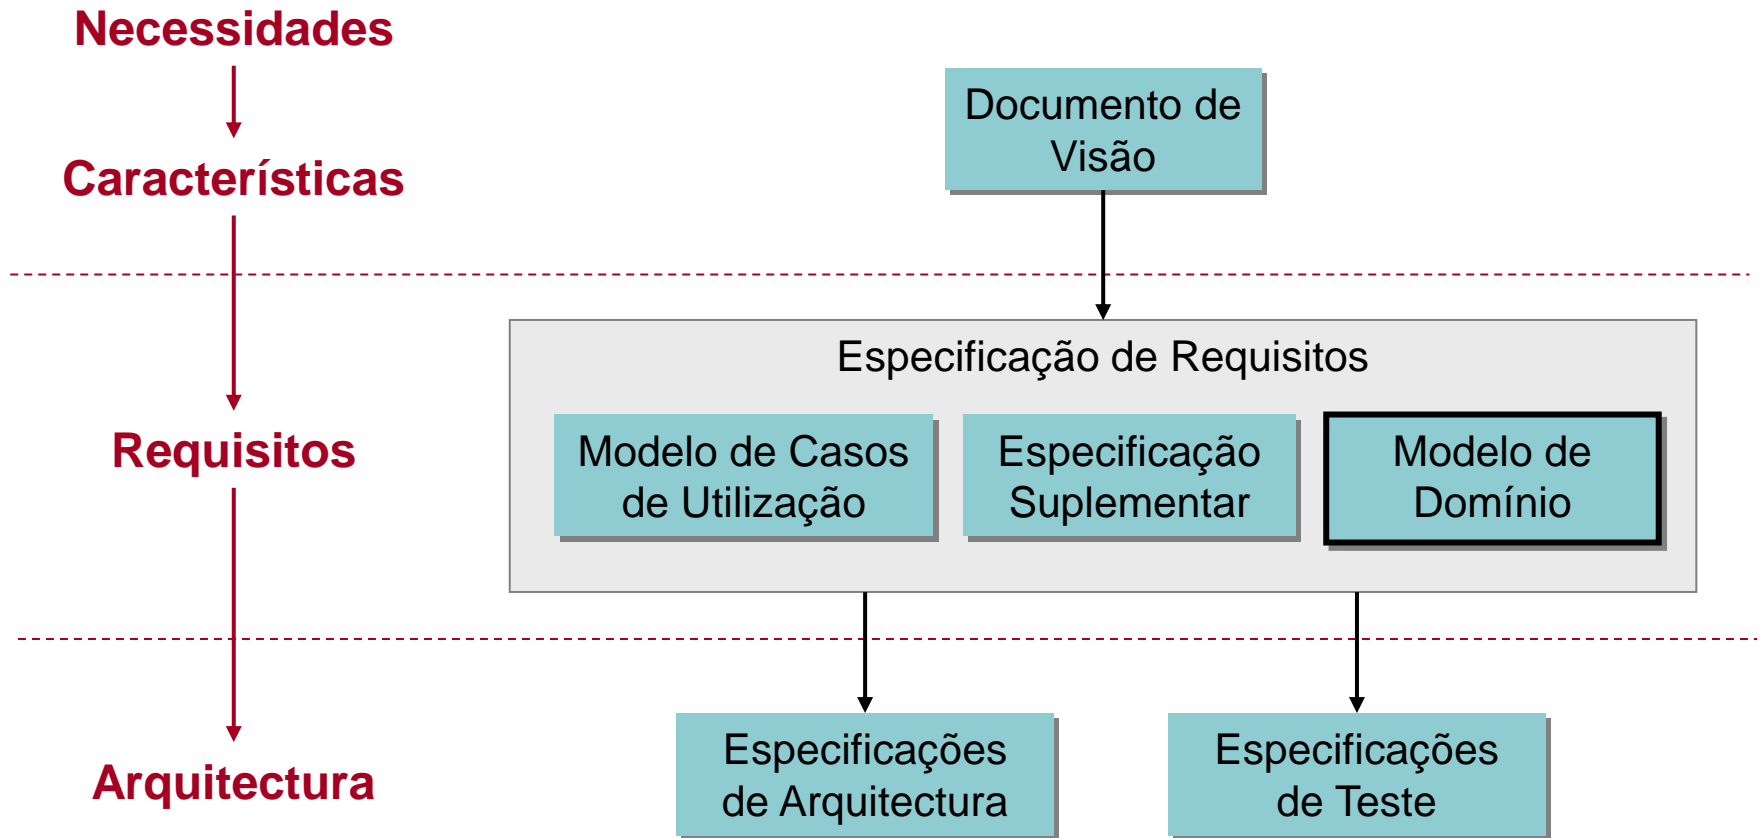 Necessidades
Documento de
Visão
Características
Especificação de Requisitos
Requisitos
Modelo de Casos
de Utilização
Especificação
Suplementar
Modelo de
Domínio
Arquitectura
Especificações
de Arquitectura
Especificações
de Teste